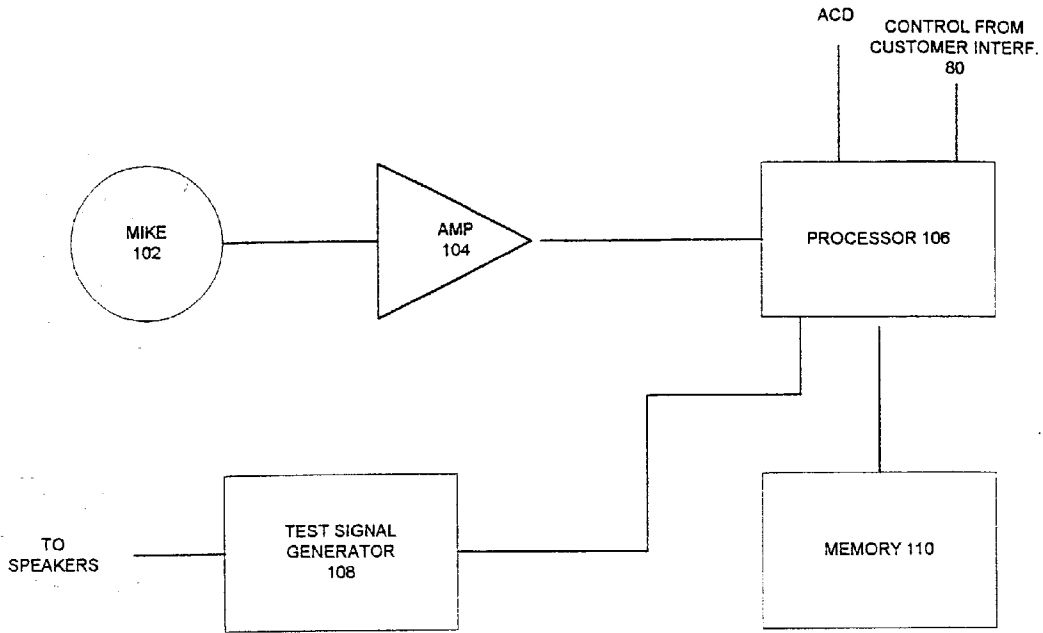 ACD
CONTROL FROM
CUSTOMER INTERF.
80
MIKE
102
AMP
104
PROCESSOR 106
TEST SIGNAL
GENERATOR
108
TO
SPEAKERS
MEMORY 110